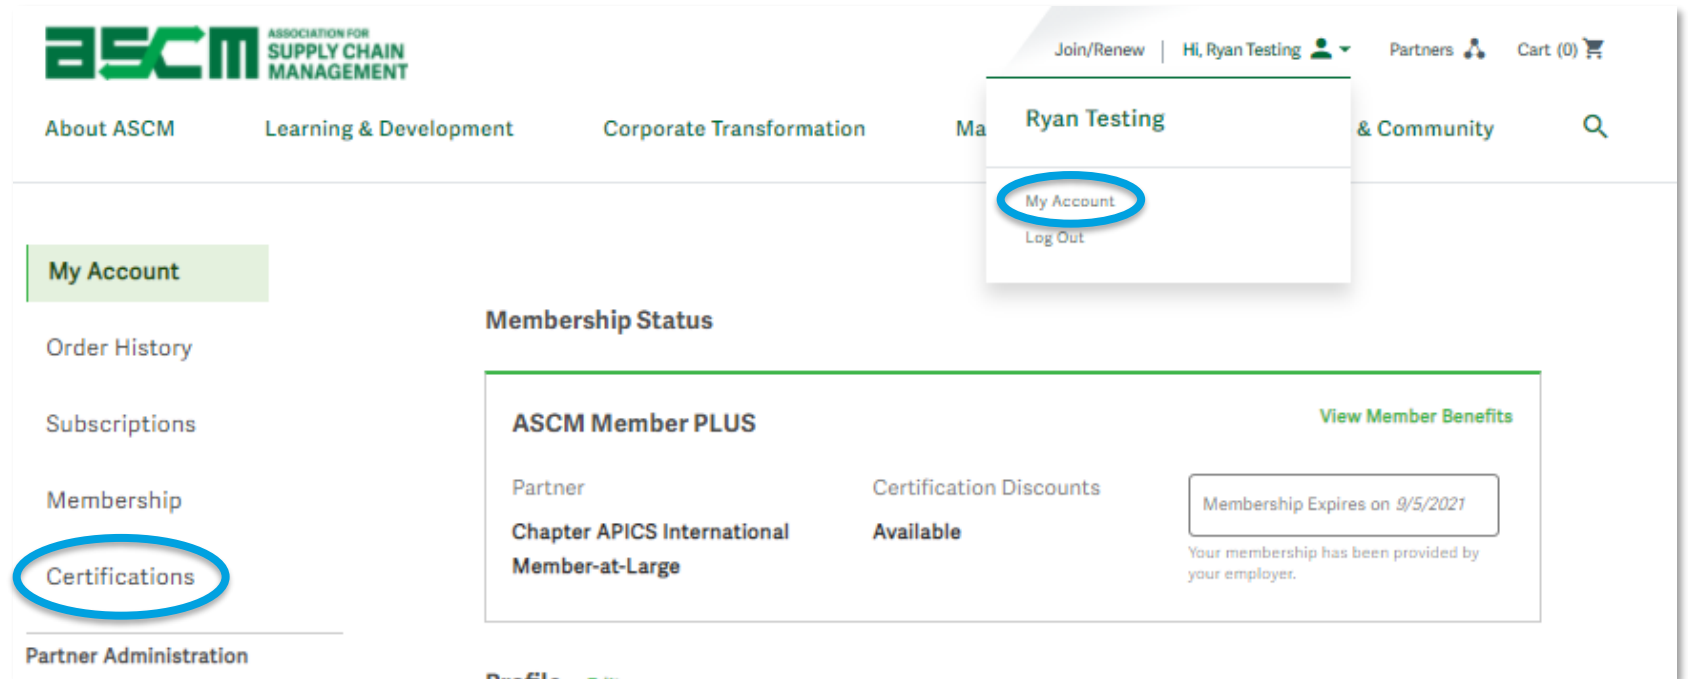 ascm ASSOCIATION FOR
SUPPLY CHAIN
MANAGEMENT
Join/Renew | Hi, Ryan Testing Partners Cart (0)
About ASCM Learning & Development Corporate Transformation Ma & Community
Ryan Testing
My Account
Log Out
My Account
Order History
Subscriptions
Membership
Certifications
Partner Administration
Membership Status
ASCM Member PLUS View Member Benefits
Partner Certification Discounts
Chapter APICS International Available
Member-at-Large
Membership Expires on 9/5/2021
Your membership has been provided by
your employer.